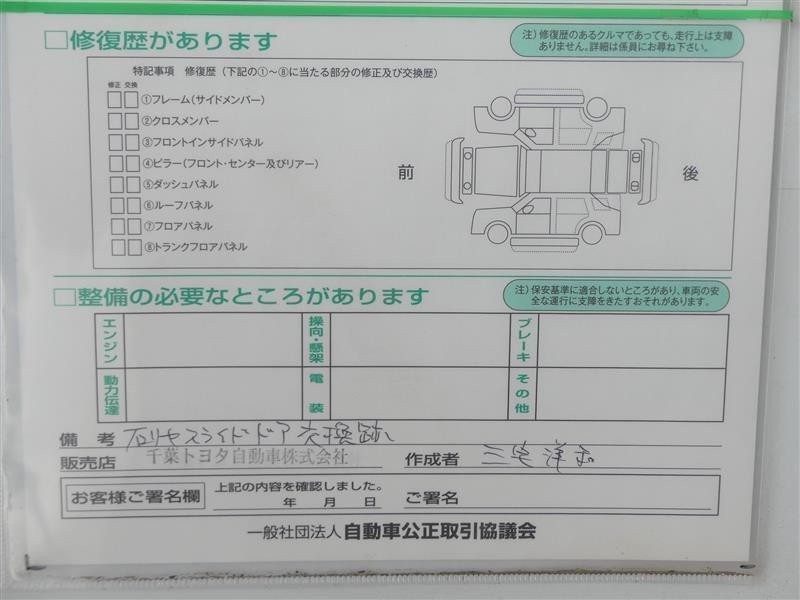 □修復歴があります
注）修復歴のあるクルマであっても、走行上は支障
ありません。詳細は係員にお尋ね下さい。
特記事項 修復歴（下記の①〜⑧に当たる部分の修正及び交換歴）
修正 交換
□□①フレーム（サイドメンバー）
□□②クロスメンバー
□□③フロントインサイドパネル
□□④ピラー（フロント・センター及びリアー）
□□⑤ダッシュパネル
□□⑥ルーフパネル
□□⑦フロアパネル
□□⑧トランクフロアパネル
前
後
□整備の必要なところがあります
注）保安基準に適合しないところがあり、車両の安
全な運行に支障をきたすおそれがあります。
エンジン
操向・懸架
ブレーキ
動力伝達
電装
その他
備考 右リヤスライドドア交換跡
販売店 千葉トヨタ自動車株式会社 作成者 三宅洋
お客様ご署名欄
上記の内容を確認しました。
年 月 日 ご署名
一般社団法人 自動車公正取引協議会